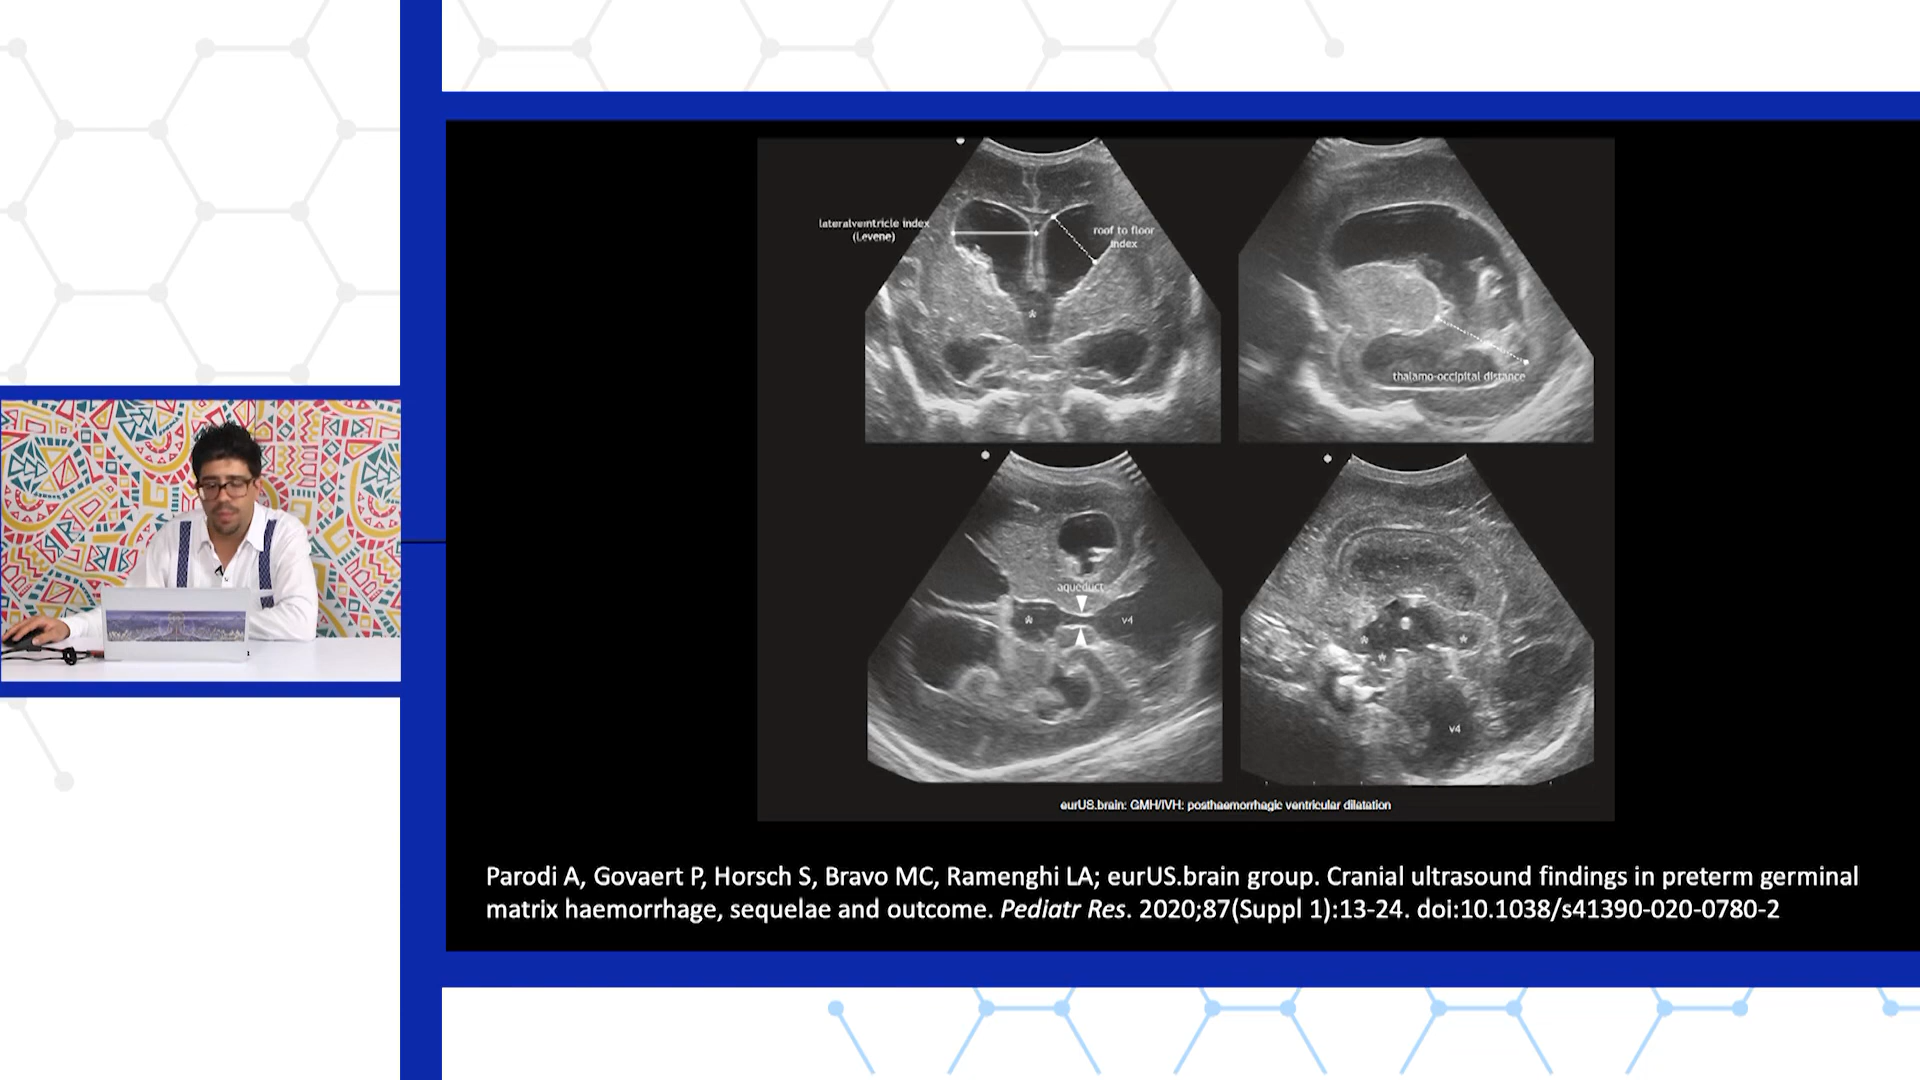 lateralventricle index
(Levene)
roof to floor
index
thalamo-occipital distance
aqueduct
*
v4
*
*
*
*
v4
eurUS.brain: GMH/IVH: posthaemorrhagic ventricular dilatation
Parodi A, Govaert P, Horsch S, Bravo MC, Ramenghi LA; eurUS.brain group. Cranial ultrasound findings in preterm germinal
matrix haemorrhage, sequelae and outcome. Pediatr Res. 2020;87(Suppl 1):13-24. doi:10.1038/s41390-020-0780-2